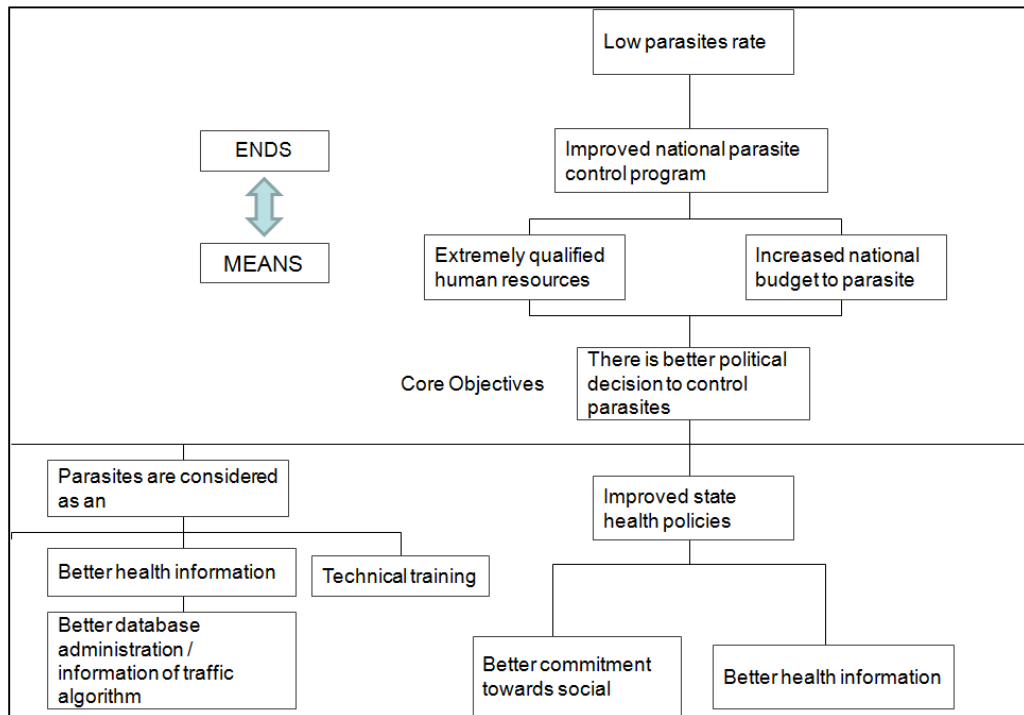 Low parasites rate
ENDS
Improved national parasite
control program
MEANS
Extremely qualified
human resources
Increased national
budget to parasite
Core Objectives
There is better political
decision to control
parasites
Parasites are considered
as an
Improved state
health policies
Better health information
Technical training
Better database
administration /
information of traffic
algorithm
Better commitment
towards social
Better health information